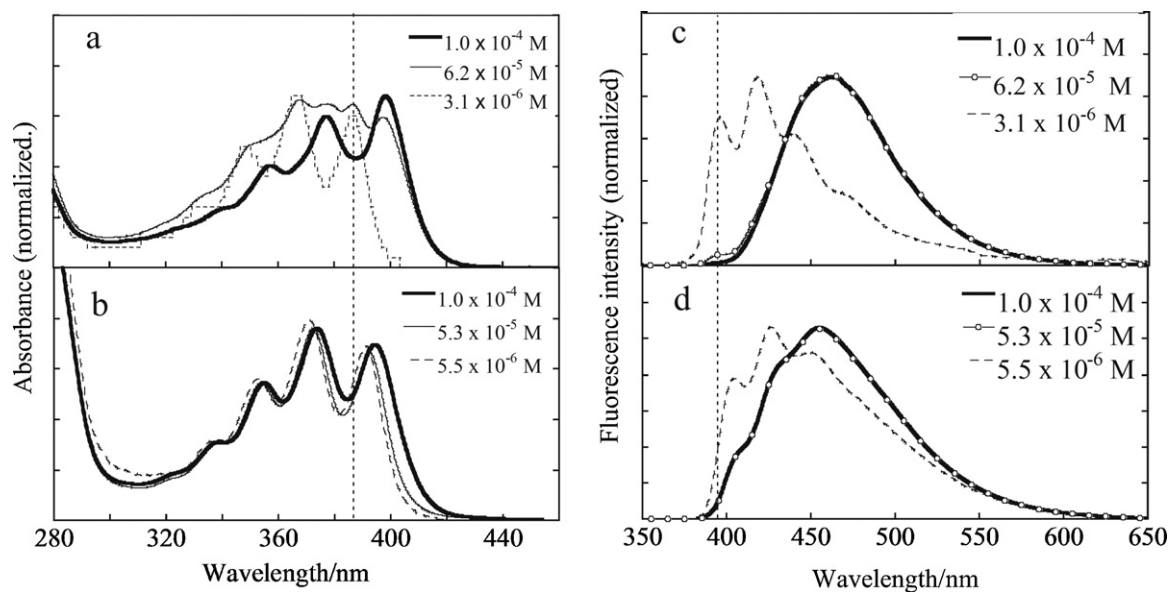 a
1.0 x 10⁻⁴ M
6.2 x 10⁻⁵ M
3.1 x 10⁻⁶ M
b
1.0 x 10⁻⁴ M
5.3 x 10⁻⁵ M
5.5 x 10⁻⁶ M
Absorbance (normalized.)
280 320 360 400 440
Wavelength/nm
c
1.0 x 10⁻⁴ M
6.2 x 10⁻⁵ M
3.1 x 10⁻⁶ M
d
1.0 x 10⁻⁴ M
5.3 x 10⁻⁵ M
5.5 x 10⁻⁶ M
Fluorescence intensity (normalized)
350 400 450 500 550 600 650
Wavelength/nm